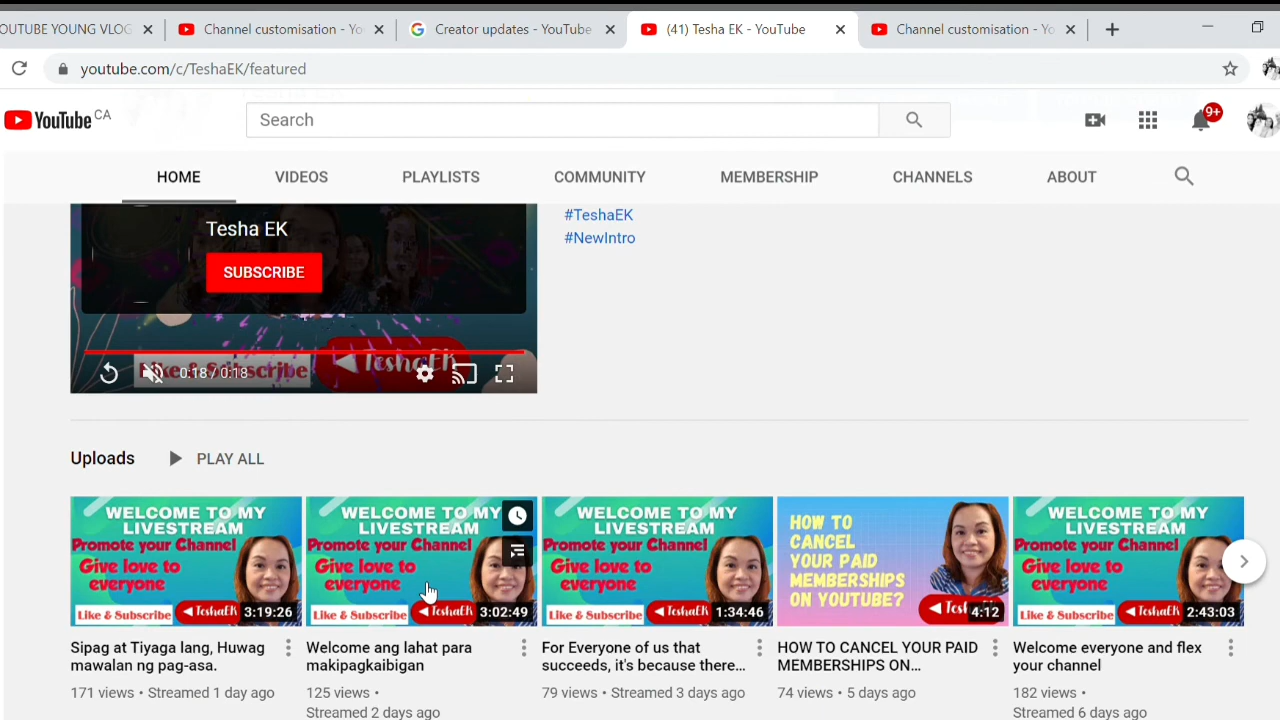 OUTUBE YOUNG VLOG
Channel customisation - Yo
Creator updates - YouTube
(41) Tesha EK - YouTube
Channel customisation - Yo
youtube.com/c/TeshaEK/featured
YouTube CA
Search
9+
HOME VIDEOS PLAYLISTS COMMUNITY MEMBERSHIP CHANNELS ABOUT
Tesha EK
SUBSCRIBE
#TeshaEK
#NewIntro
Like & Subscribe
TeshaEK
0:18 / 0:18
Uploads PLAY ALL
WELCOME TO MY
LIVESTREAM
Promote your Channel
Give love to
everyone
Like & Subscribe TeshaEK 3:19:26
Sipag at Tiyaga lang, Huwag
mawalan ng pag-asa.
171 views • Streamed 1 day ago
WELCOME TO MY
LIVESTREAM
Promote your Channel
Give love to
everyone
Like & Subscribe TeshaEK 3:02:49
Welcome ang lahat para
makipagkaibigan
125 views •
Streamed 2 days ago
WELCOME TO MY
LIVESTREAM
Promote your Channel
Give love to
everyone
Like & Subscribe TeshaEK 1:34:46
For Everyone of us that
succeeds, it's because there...
79 views • Streamed 3 days ago
HOW TO
CANCEL
YOUR PAID
MEMBERSHIPS
ON YOUTUBE?
4:12
HOW TO CANCEL YOUR PAID
MEMBERSHIPS ON...
74 views • 5 days ago
WELCOME TO MY
LIVESTREAM
Promote your Channel
Give love to
everyone
Like & Subscribe TeshaEK 2:43:03
Welcome everyone and flex
your channel
182 views •
Streamed 6 days ago